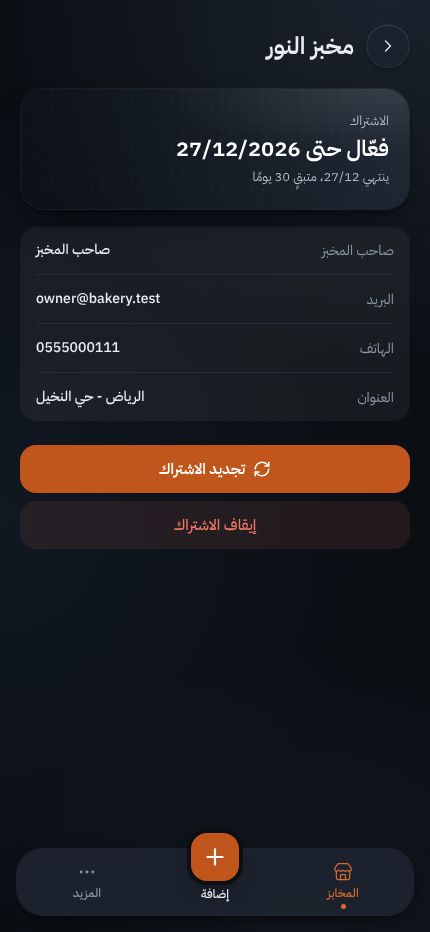 مخبز النور
الاشتراك
فعّال حتى 27/12/2026
ينتهي 27/12، متبقٍ 30 يومًا
صاحب المخبز صاحب المخبز
البريد owner@bakery.test
الهاتف 0555000111
العنوان الرياض - حي النخيل
تجديد الاشتراك
إيقاف الاشتراك
المخابز إضافة المزيد